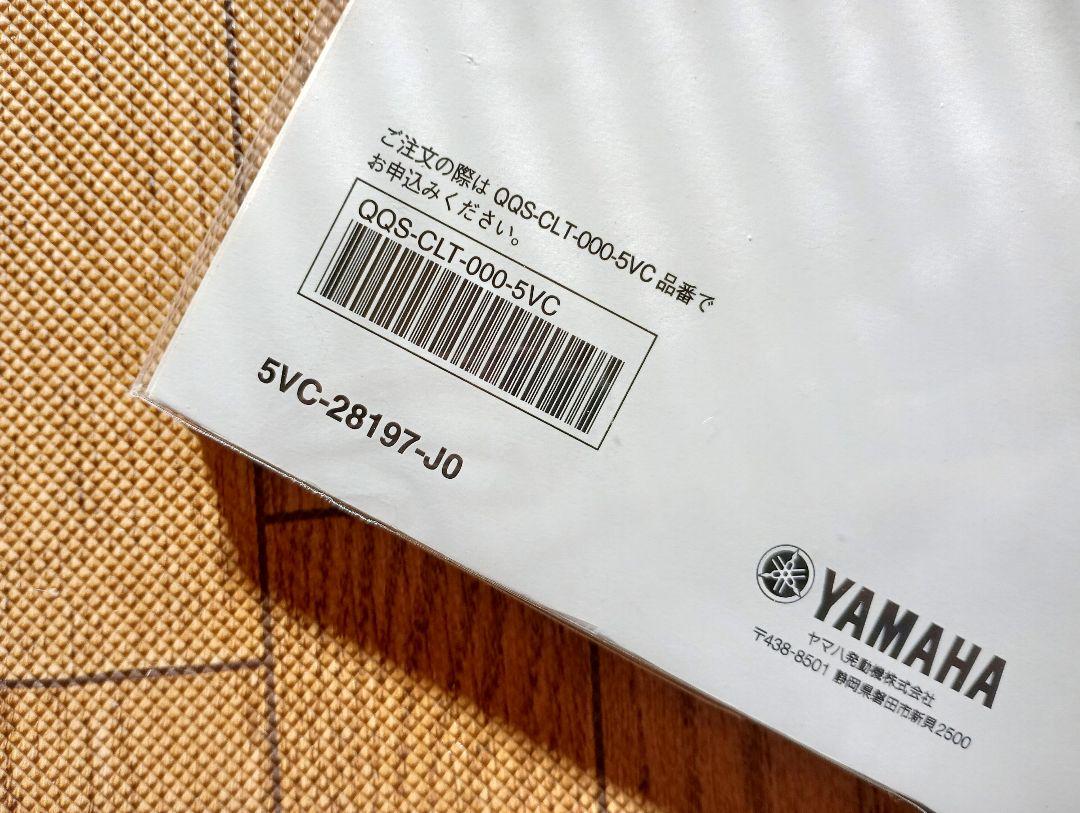 ご注文の際は QQS-CLT-000-5VC 品番で
お申込みください。
QQS-CLT-000-5VC
5VC-28197-J0
YAMAHA
ヤマハ発動機株式会社
〒438-8501 静岡県磐田市新貝2500